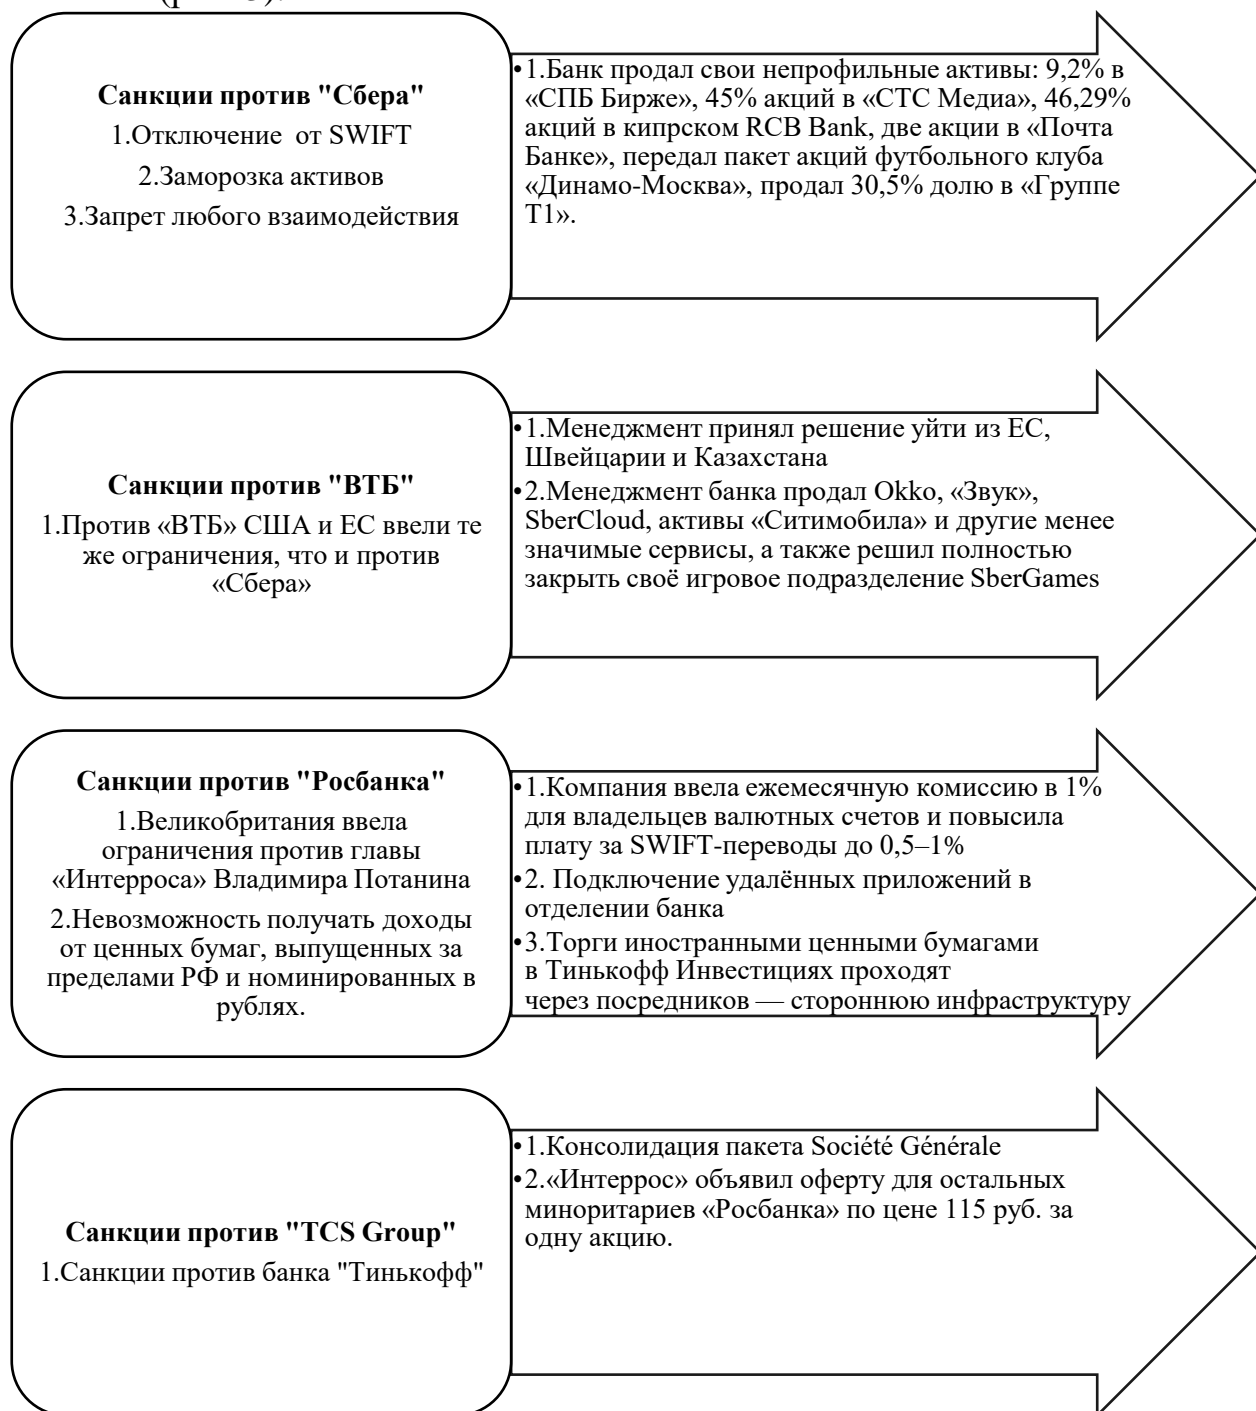 Санкции против "Сбера"
1.Отключение  от SWIFT
2.Заморозка активов
3.Запрет любого взаимодействия
•1.Банк продал свои непрофильные активы: 9,2% в
«СПБ Бирже», 45% акций в «СТС Медиа», 46,29%
акций в кипрском RCB Bank, две акции в «Почта
Банке», передал пакет акций футбольного клуба
«Динамо-Москва», продал 30,5% долю в «Группе
Т1».
Санкции против "ВТБ"
1.Против «ВТБ» США и ЕС ввели те
же ограничения, что и против
«Сбера»
•1.Менеджмент принял решение уйти из ЕС,
Швейцарии и Казахстана
•2.Менеджмент банка продал Okko, «Звук»,
SberCloud, активы «Ситимобила» и другие менее
значимые сервисы, а также решил полностью
закрыть своё игровое подразделение SberGames
Санкции против "Росбанка"
1.Великобритания ввела
ограничения против главы
«Интерроса» Владимира Потанина
2.Невозможность получать доходы
от ценных бумаг, выпущенных за
пределами РФ и номинированных в
рублях.
•1.Компания ввела ежемесячную комиссию в 1%
для владельцев валютных счетов и повысила
плату за SWIFT-переводы до 0,5–1%
•2. Подключение удалённых приложений в
отделении банка
•3.Торги иностранными ценными бумагами
в Тинькофф Инвестициях проходят
через посредников — стороннюю инфраструктуру
Санкции против "TCS Group"
1.Санкции против банка "Тинькофф"
•1.Консолидация пакета Société Générale
•2.«Интеррос» объявил оферту для остальных
миноритариев «Росбанка» по цене 115 руб. за
одну акцию.